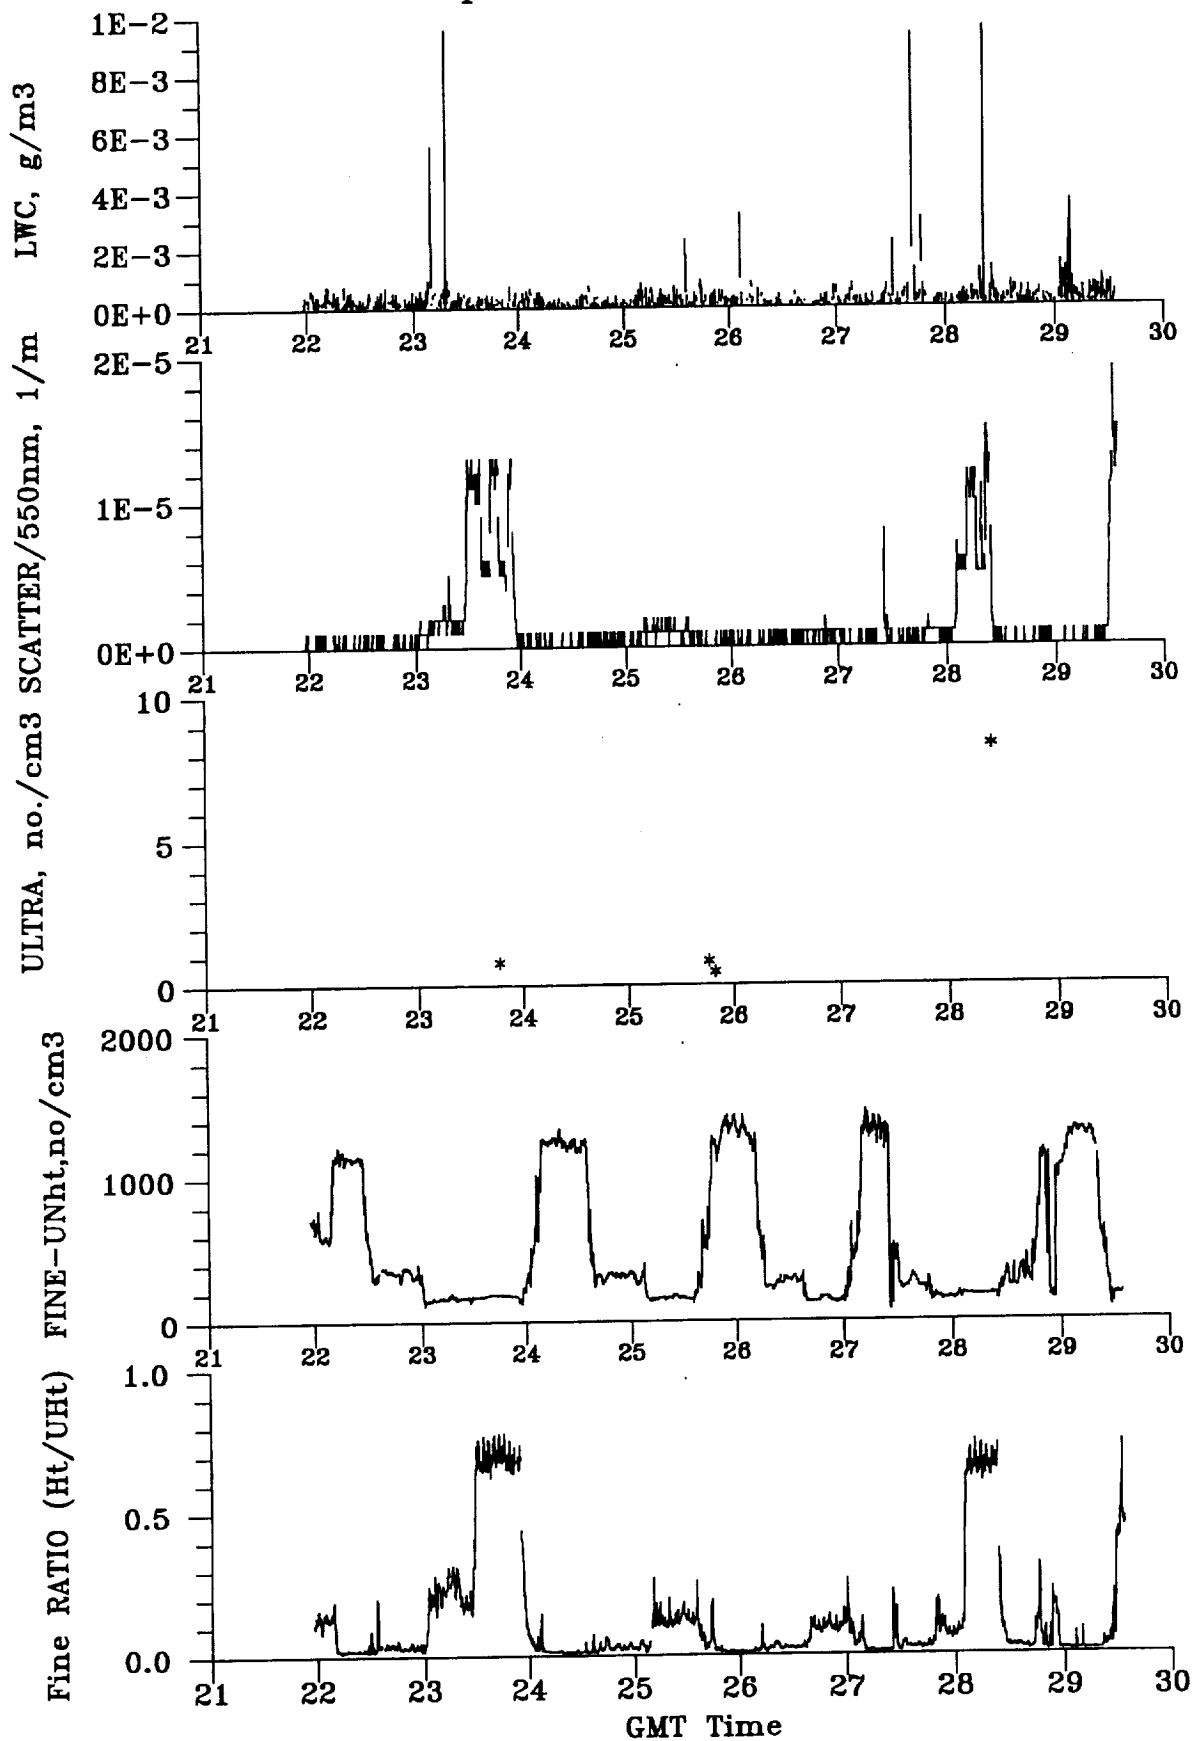 1E-2
8E-3
6E-3
4E-3
2E-3
0E+0
LWC, g/m3
21 22 23 24 25 26 27 28 29 30
2E-5
1E-5
0E+0
SCATTER/550nm, 1/m
21 22 23 24 25 26 27 28 29 30
10
5
0
ULTRA, no./cm3
21 22 23 24 25 26 27 28 29 30
2000
1000
0
FINE-UNht,no/cm3
21 22 23 24 25 26 27 28 29 30
1.0
0.5
0.0
Fine RATIO (Ht/UHt)
21 22 23 24 25 26 27 28 29 30
GMT Time